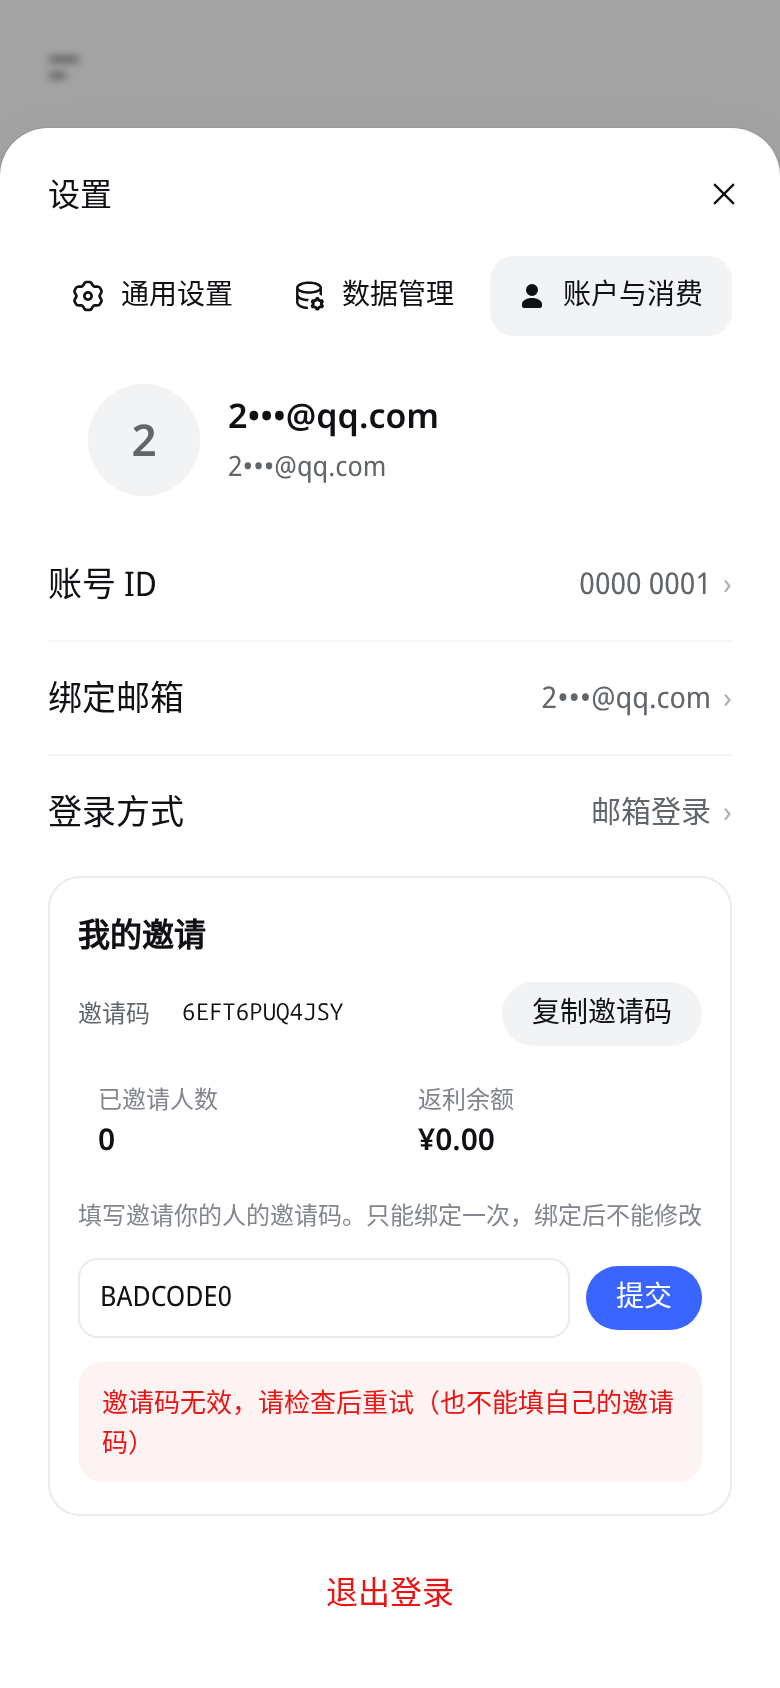 设置
通用设置
数据管理
账户与消费
2
2•••@qq.com
2•••@qq.com
账号 ID
0000 0001 ›
绑定邮箱
2•••@qq.com ›
登录方式
邮箱登录 ›
我的邀请
邀请码 6EFT6PUQ4JSY
复制邀请码
已邀请人数
0
返利余额
¥0.00
填写邀请你的人的邀请码。只能绑定一次，绑定后不能修改
BADCODE0
提交
邀请码无效，请检查后重试（也不能填自己的邀请
码）
退出登录